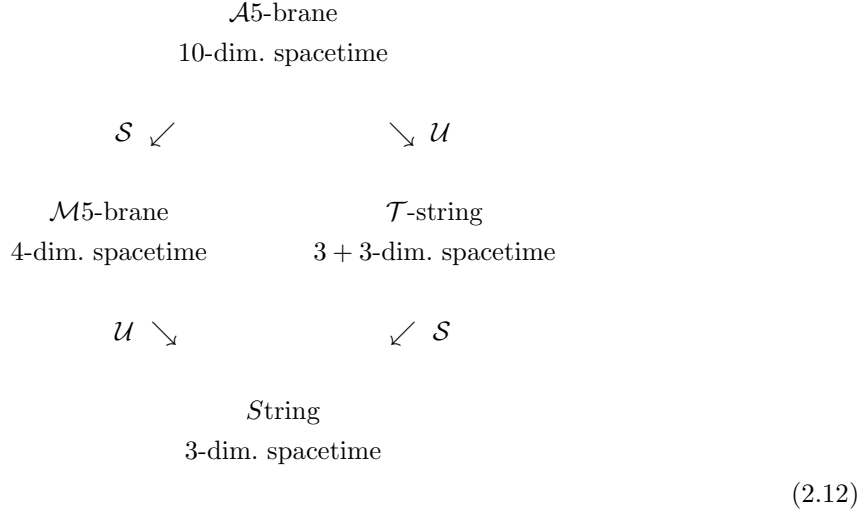 𝒜5-brane
10-dim. spacetime
𝒮 ↙ ↘ 𝒰
ℳ5-brane 𝒯-string
4-dim. spacetime 3 + 3-dim. spacetime
𝒰 ↘ ↙ 𝒮
String
3-dim. spacetime
(2.12)